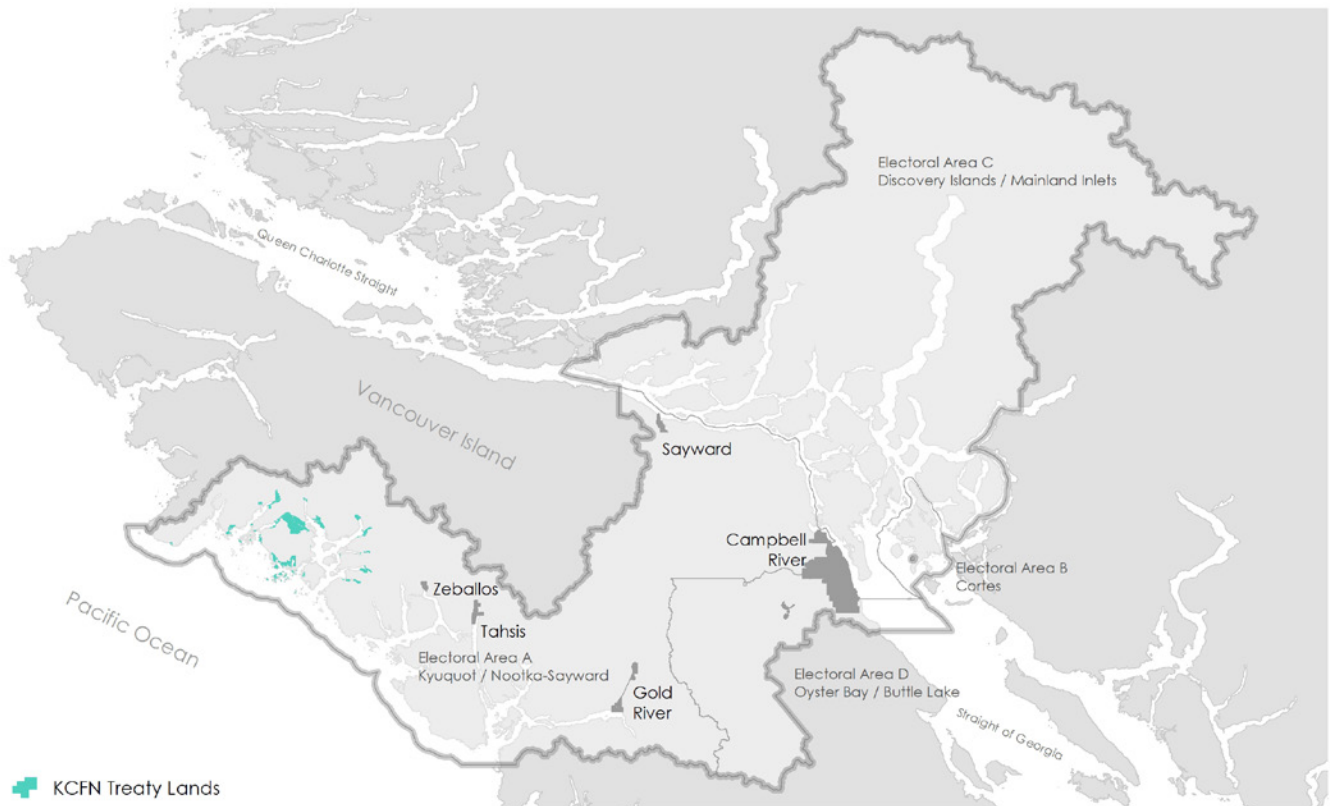 Electoral Area C
Discovery Islands / Mainland Inlets
Queen Charlotte Straight
Vancouver Island
Sayward
Campbell
River
Electoral Area B
Cortes
Zeballos
Pacific Ocean
Tahsis
Electoral Area A
Kyuquot / Nootka-Sayward
Gold
River
Electoral Area D
Oyster Bay / Buttle Lake
Straight of Georgia
KCFN Treaty Lands